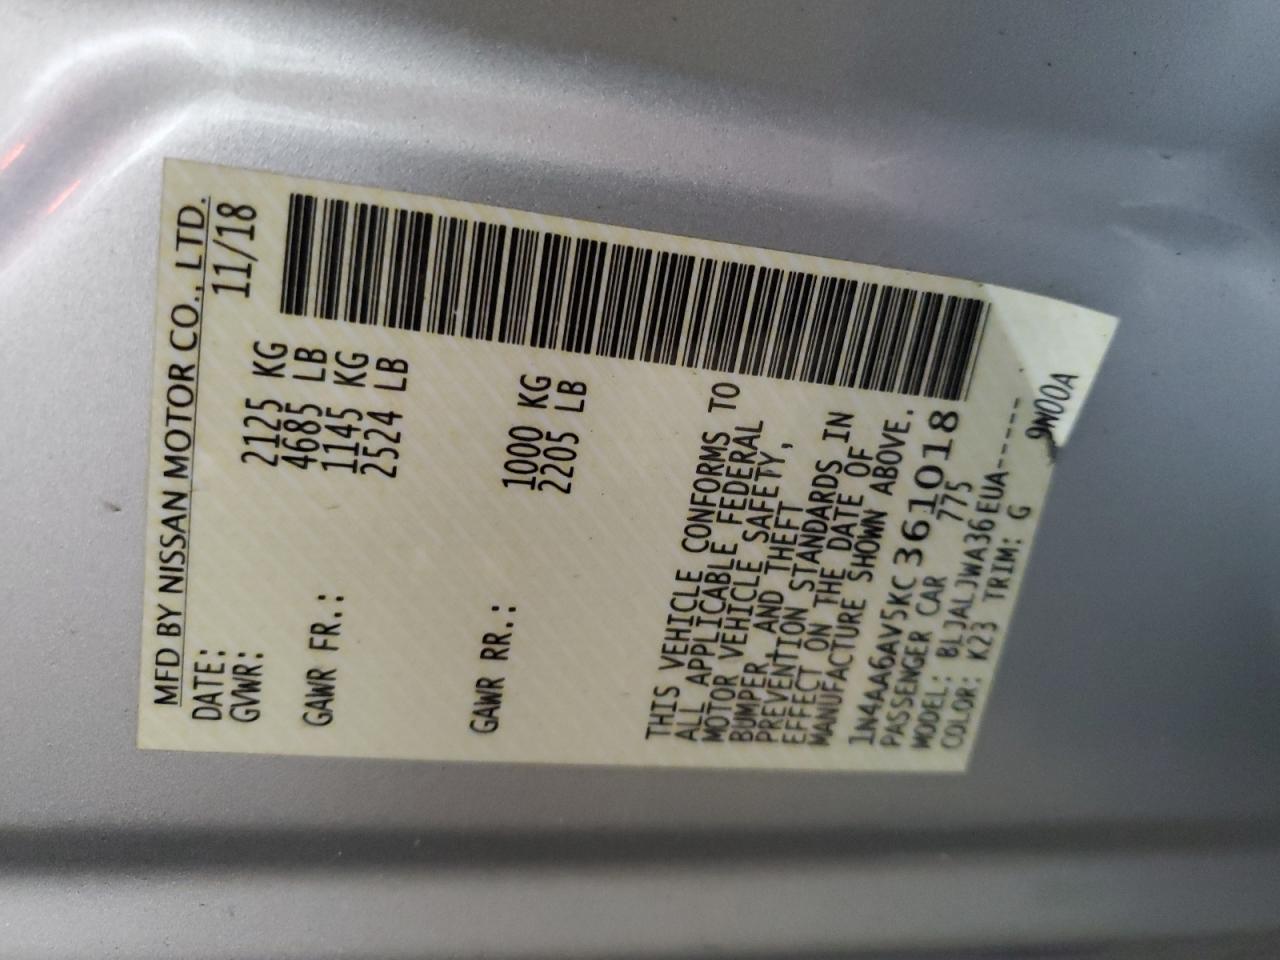 MFD BY NISSAN MOTOR CO., LTD.
DATE: 11/18
GVWR: 2125 KG
4685 LB
GAWR FR.: 1145 KG
2524 LB
GAWR RR.: 1000 KG
2205 LB
THIS VEHICLE CONFORMS TO
ALL APPLICABLE FEDERAL
MOTOR VEHICLE SAFETY,
BUMPER, AND THEFT
PREVENTION STANDARDS IN
EFFECT ON THE DATE OF
MANUFACTURE SHOWN ABOVE.
1N4AA6AV5KC361018
PASSENGER CAR 775
MODEL: BLJALJWA36EUA-----
COLOR: K23 TRIM: G
9N00A